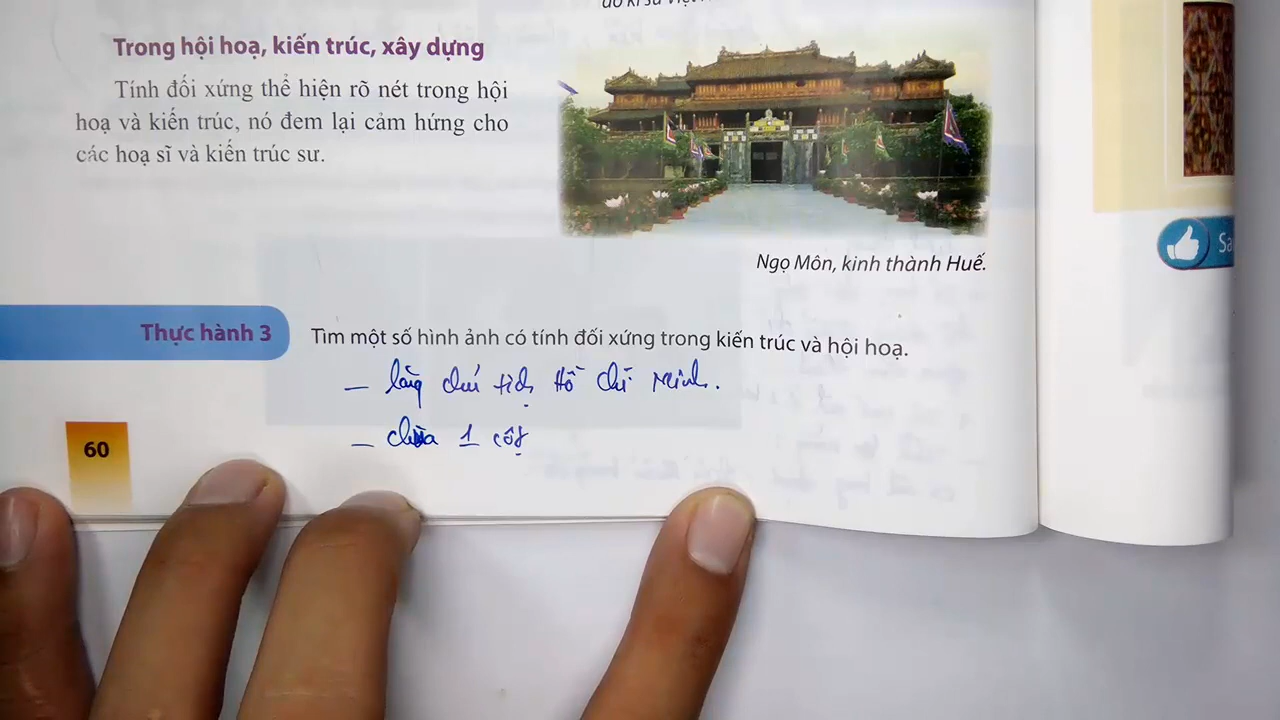 Trong hội hoạ, kiến trúc, xây dựng
Tính đối xứng thể hiện rõ nét trong hội
hoạ và kiến trúc, nó đem lại cảm hứng cho
các hoạ sĩ và kiến trúc sư.
Ngọ Môn, kinh thành Huế.
Thực hành 3
Tìm một số hình ảnh có tính đối xứng trong kiến trúc và hội hoạ.
– lăng chủ tịch Hồ Chí Minh.
– chùa 1 cột
60